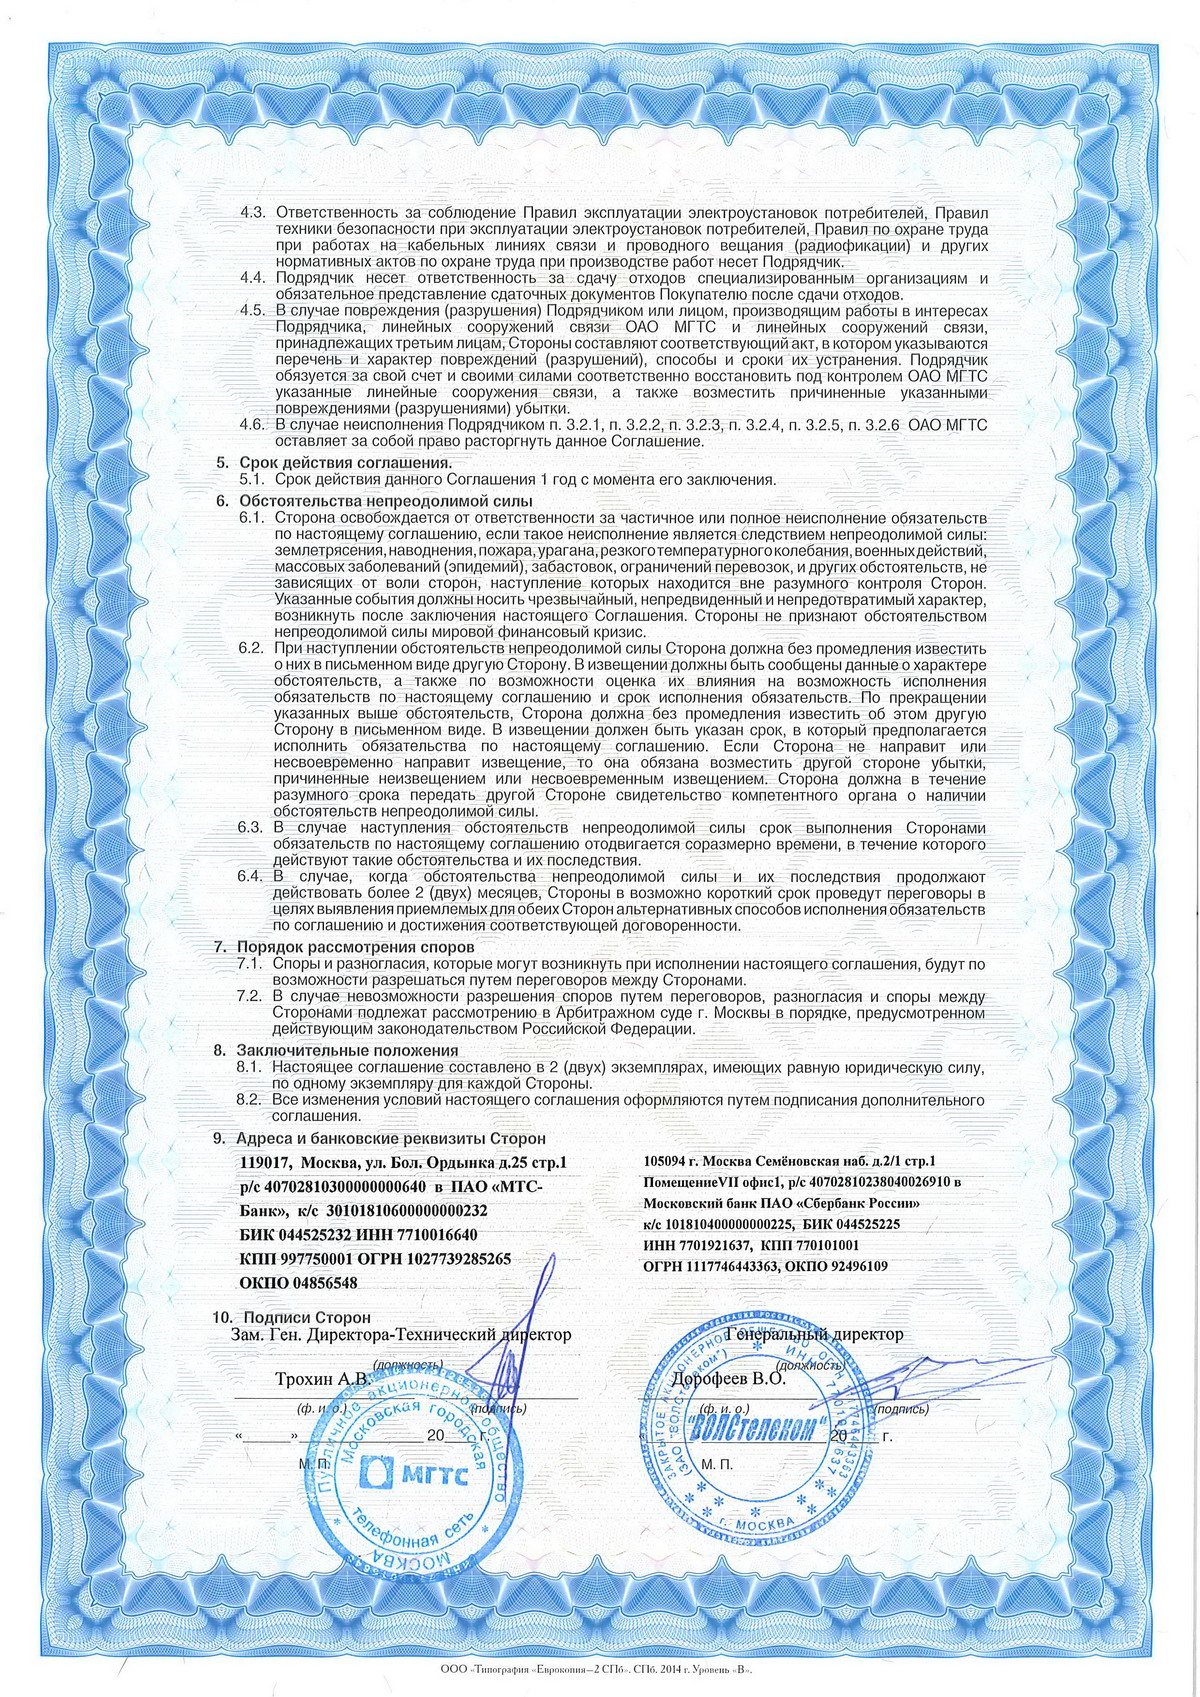 4.3. Ответственность за соблюдение Правил эксплуатации электроустановок потребителей, Правил
техники безопасности при эксплуатации электроустановок потребителей, Правил по охране труда
при работах на кабельных линиях связи и проводного вещания (радиофикации) и других
нормативных актов по охране труда при производстве работ несет Подрядчик.
4.4. Подрядчик несет ответственность за сдачу отходов специализированным организациям и
обязательное представление сдаточных документов Покупателю после сдачи отходов.
4.5. В случае повреждения (разрушения) Подрядчиком или лицом, производящим работы в интересах
Подрядчика, линейных сооружений связи ОАО МГТС и линейных сооружений связи,
принадлежащих третьим лицам, Стороны составляют соответствующий акт, в котором указываются
перечень и характер повреждений (разрушений), способы и сроки их устранения. Подрядчик
обязуется за свой счет и своими силами соответственно восстановить под контролем ОАО МГТС
указанные линейные сооружения связи, а также возместить причиненные указанными
повреждениями (разрушениями) убытки.
4.6. В случае неисполнения Подрядчиком п. 3.2.1, п. 3.2.2, п. 3.2.3, п. 3.2.4, п. 3.2.5, п. 3.2.6 ОАО МГТС
оставляет за собой право расторгнуть данное Соглашение.
5. Срок действия соглашения.
5.1. Срок действия данного Соглашения 1 год с момента его заключения.
6. Обстоятельства непреодолимой силы
6.1. Сторона освобождается от ответственности за частичное или полное неисполнение обязательств
по настоящему соглашению, если такое неисполнение является следствием непреодолимой силы:
землетрясения, наводнения, пожара, урагана, резкого температурного колебания, военных действий,
массовых заболеваний (эпидемий), забастовок, ограничений перевозок, и других обстоятельств, не
зависящих от воли сторон, наступление которых находится вне разумного контроля Сторон.
Указанные события должны носить чрезвычайный, непредвиденный и непредотвратимый характер,
возникнуть после заключения настоящего Соглашения. Стороны не признают обстоятельством
непреодолимой силы мировой финансовый кризис.
6.2. При наступлении обстоятельств непреодолимой силы Сторона должна без промедления известить
о них в письменном виде другую Сторону. В извещении должны быть сообщены данные о характере
обстоятельств, а также по возможности оценка их влияния на возможность исполнения
обязательств по настоящему соглашению и срок исполнения обязательств. По прекращении
указанных выше обстоятельств, Сторона должна без промедления известить об этом другую
Сторону в письменном виде. В извещении должен быть указан срок, в который предполагается
исполнить обязательства по настоящему соглашению. Если Сторона не направит или
несвоевременно направит извещение, то она обязана возместить другой стороне убытки,
причиненные неизвещением или несвоевременным извещением. Сторона должна в течение
разумного срока передать другой Стороне свидетельство компетентного органа о наличии
обстоятельств непреодолимой силы.
6.3. В случае наступления обстоятельств непреодолимой силы срок выполнения Сторонами
обязательств по настоящему соглашению отодвигается соразмерно времени, в течение которого
действуют такие обстоятельства и их последствия.
6.4. В случае, когда обстоятельства непреодолимой силы и их последствия продолжают
действовать более 2 (двух) месяцев, Стороны в возможно короткий срок проведут переговоры в
целях выявления приемлемых для обеих Сторон альтернативных способов исполнения обязательств
по соглашению и достижения соответствующей договоренности.
7. Порядок рассмотрения споров
7.1. Споры и разногласия, которые могут возникнуть при исполнении настоящего соглашения, будут по
возможности разрешаться путем переговоров между Сторонами.
7.2. В случае невозможности разрешения споров путем переговоров, разногласия и споры между
Сторонами подлежат рассмотрению в Арбитражном суде г. Москвы в порядке, предусмотренном
действующим законодательством Российской Федерации.
8. Заключительные положения
8.1. Настоящее соглашение составлено в 2 (двух) экземплярах, имеющих равную юридическую силу,
по одному экземпляру для каждой Стороны.
8.2. Все изменения условий настоящего соглашения оформляются путем подписания дополнительного
соглашения.
9. Адреса и банковские реквизиты Сторон
119017, Москва, ул. Бол. Ордынка д.25 стр.1
р/с 40702810300000000640 в ПАО «МТС-
Банк», к/с 30101810600000000232
БИК 044525232 ИНН 7710016640
КПП 997750001 ОГРН 1027739285265
ОКПО 04856548
105094 г. Москва Семёновская наб. д.2/1 стр.1
ПомещениеVII офис1, р/с 40702810238040026910 в
Московский банк ПАО «Сбербанк России»
к/с 101810400000000225, БИК 044525225
ИНН 7701921637, КПП 770101001
ОГРН 1117746443363, ОКПО 92496109
10. Подписи Сторон
Зам. Ген. Директора-Технический директор
(должность)
Трохин А.В.
(ф. и. о.) (подпись)
«______»______________ 20____ г.
М. П.
Публичное акционерное общество
Московская городская
МГТС
телефонная сеть
МОСКВА
Генеральный директор
(должность)
Дорофеев В.О.
(ф. и. о.) (подпись)
«______________ 20____ г.
М. П.
ЗАКРЫТОЕ АКЦИОНЕРНОЕ ОБЩЕСТВО ОГРН 1117746443363
(ЗАО "ВОЛСтелеком") ИНН 7701921637
"ВОЛСтелеком"
г. МОСКВА
ООО «Типография «Еврокопия–2 СПб». СПб. 2014 г. Уровень «В».